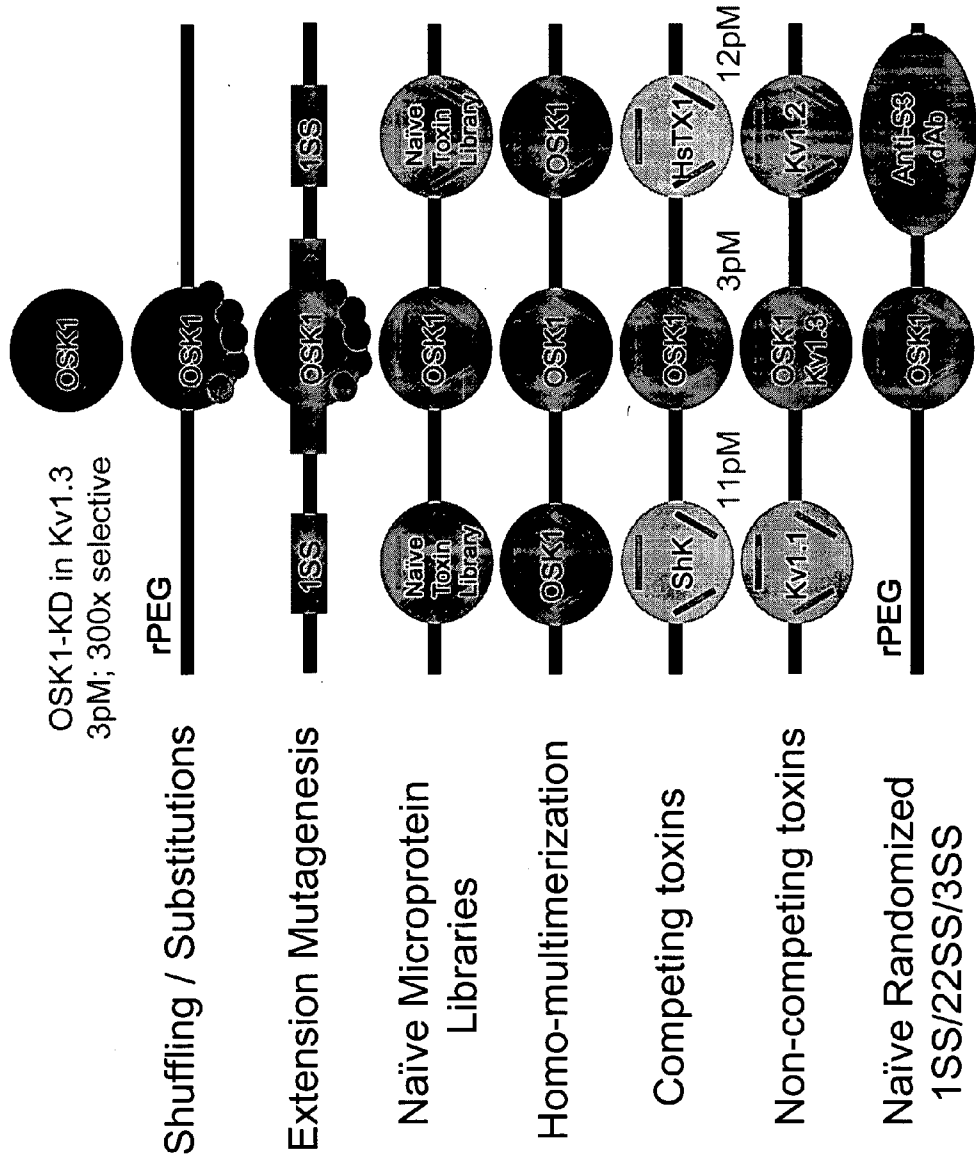 OSK1-KD in Kv1.3
3pM; 300x selective
OSK1
Shuffling / Substitutions
rPEG
OSK1
Extension Mutagenesis
1SS
OSK1
1SS
Naïve Microprotein
Libraries
Naïve
Toxin
Library
OSK1
Naïve
Toxin
Library
Homo-multimerization
OSK1
OSK1
OSK1
Competing toxins
ShK
OSK1
HsTX1
11pM
3pM
12pM
Non-competing toxins
Kv1.1
OSK1
Kv1.3
Kv1.2
Naïve Randomized
1SS/22SS/3SS
rPEG
OSK1
Anti-S3
dAb